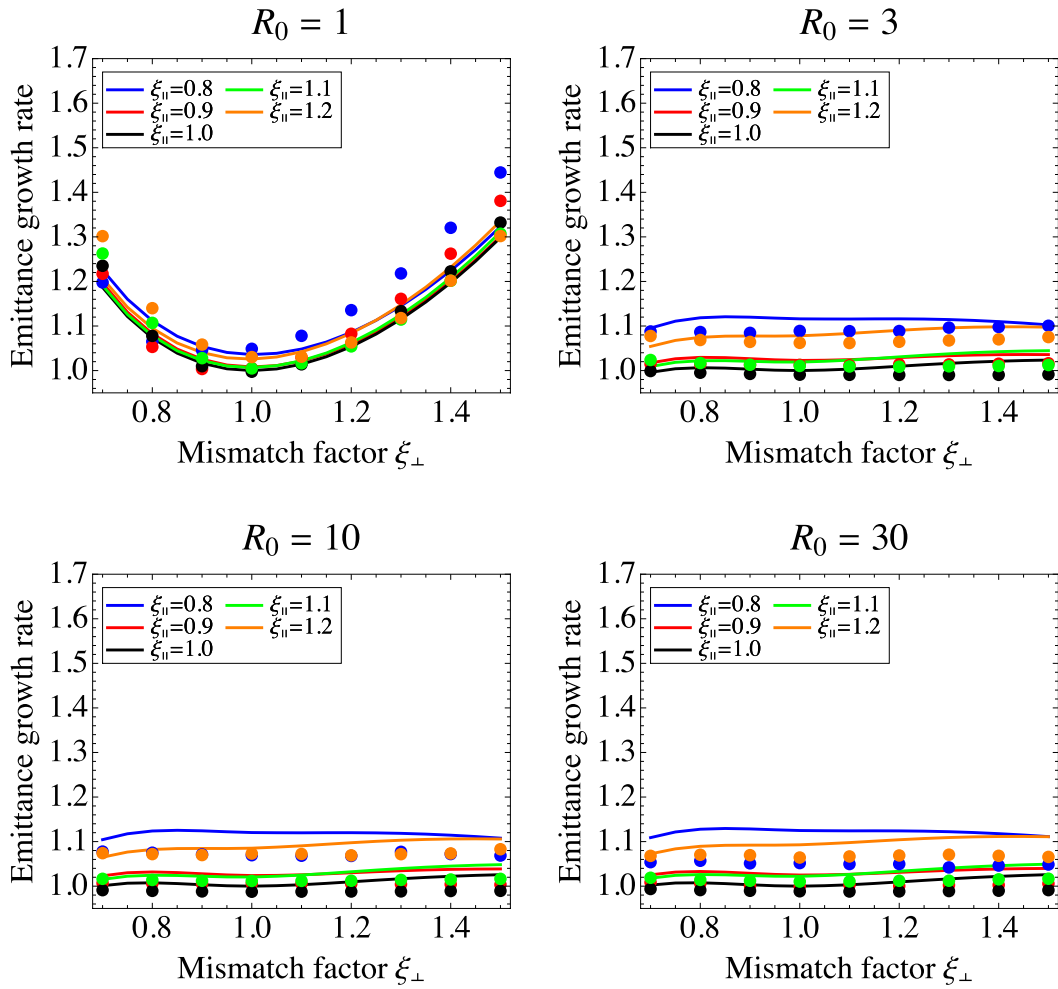 R₀ = 1
Emittance growth rate
1.7
1.6
1.5
1.4
1.3
1.2
1.1
1.0
ξ∥=0.8 ξ∥=1.1
ξ∥=0.9 ξ∥=1.2
ξ∥=1.0
0.8 1.0 1.2 1.4
Mismatch factor ξ⊥
R₀ = 3
Emittance growth rate
1.7
1.6
1.5
1.4
1.3
1.2
1.1
1.0
ξ∥=0.8 ξ∥=1.1
ξ∥=0.9 ξ∥=1.2
ξ∥=1.0
0.8 1.0 1.2 1.4
Mismatch factor ξ⊥
R₀ = 10
Emittance growth rate
1.7
1.6
1.5
1.4
1.3
1.2
1.1
1.0
ξ∥=0.8 ξ∥=1.1
ξ∥=0.9 ξ∥=1.2
ξ∥=1.0
0.8 1.0 1.2 1.4
Mismatch factor ξ⊥
R₀ = 30
Emittance growth rate
1.7
1.6
1.5
1.4
1.3
1.2
1.1
1.0
ξ∥=0.8 ξ∥=1.1
ξ∥=0.9 ξ∥=1.2
ξ∥=1.0
0.8 1.0 1.2 1.4
Mismatch factor ξ⊥